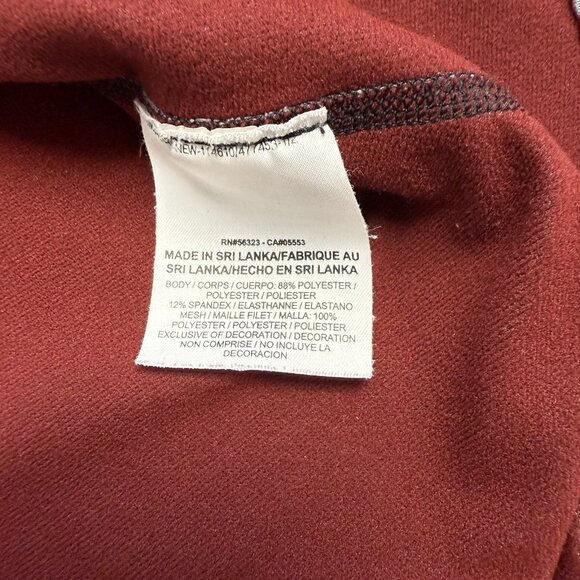 RN#56323 - CA#05553
MADE IN SRI LANKA/FABRIQUE AU
SRI LANKA/HECHO EN SRI LANKA
BODY / CORPS / CUERPO: 88% POLYESTER /
POLYESTER / POLIESTER
12% SPANDEX / ELASTHANNE / ELASTANO
MESH / MAILLE FILET / MALLA: 100%
POLYESTER / POLYESTER / POLIESTER
EXCLUSIVE OF DECORATION / DECORATION
NON COMPRISE / NO INCLUYE LA
DECORACION